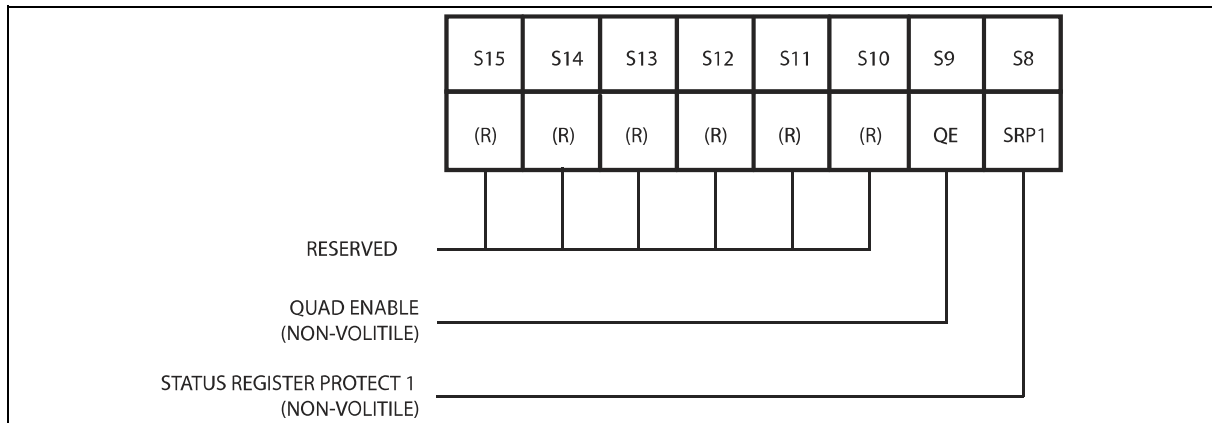 S15 S14 S13 S12 S11 S10 S9 S8
(R) (R) (R) (R) (R) (R) QE SRP1
RESERVED
QUAD ENABLE
(NON-VOLITILE)
STATUS REGISTER PROTECT 1
(NON-VOLITILE)